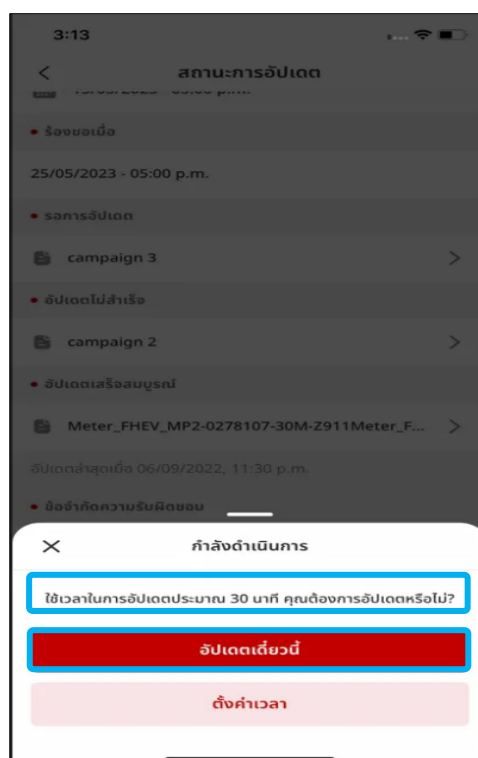 3:13
สถานะการอัปเดต
• ร้องขอเมื่อ
25/05/2023 - 05:00 p.m.
• รอการอัปเดต
campaign 3
• อัปเดตไม่สำเร็จ
campaign 2
• อัปเดตเสร็จสมบูรณ์
Meter_FHEV_MP2-0278107-30M-Z911Meter_F...
อัปเดตล่าสุดเมื่อ 06/09/2022, 11:30 p.m.
• ข้อจำกัดความรับผิดชอบ
กำลังดำเนินการ
ใช้เวลาในการอัปเดตประมาณ 30 นาที คุณต้องการอัปเดตหรือไม่?
อัปเดตเดี๋ยวนี้
ตั้งค่าเวลา